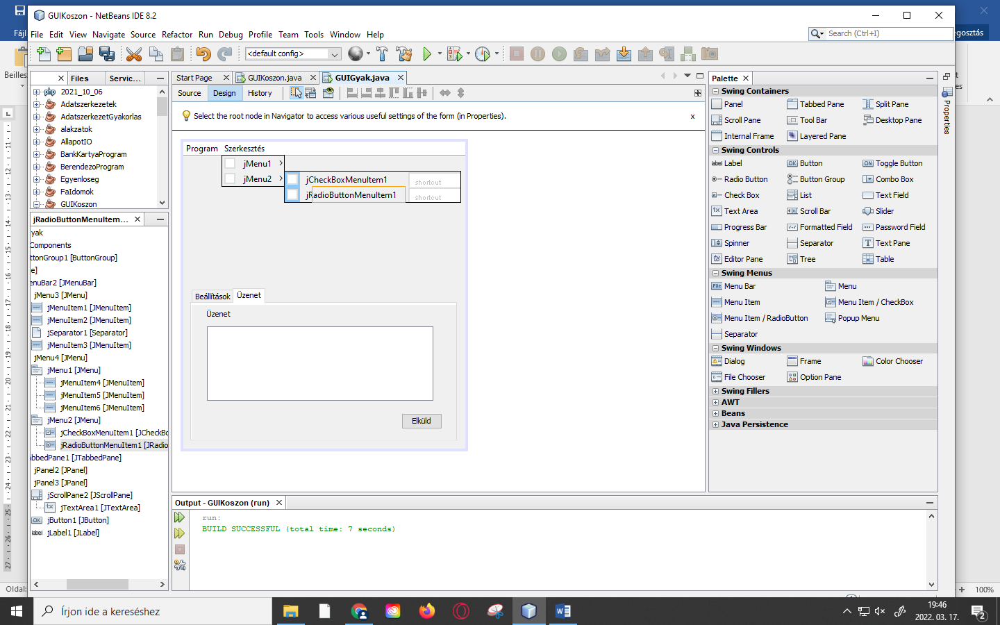 GUIKoszon - NetBeans IDE 8.2
Fájl
File Edit View Navigate Source Refactor Run Debug Profile Team Tools Window Help
Search (Ctrl+I)
egosztás
<default config>
Beilles
Files Servic...
2021_10_06
Adatszerkezetek
AdatszerkezetGyakorlas
alakzatok
AllapotIO
BankKartyaProgram
BerendezoProgram
Egyenloseg
FaIdomok
GUIKoszon
jRadioButtonMenuItem...
yak
Components
ttonGroup1 [ButtonGroup]
e]
enuBar2 [JMenuBar]
jMenu3 [JMenu]
jMenuItem1 [JMenuItem]
jMenuItem2 [JMenuItem]
jSeparator1 [Separator]
jMenuItem3 [JMenuItem]
jMenu4 [JMenu]
jMenu1 [JMenu]
jMenuItem4 [JMenuItem]
jMenuItem5 [JMenuItem]
jMenuItem6 [JMenuItem]
jMenu2 [JMenu]
jCheckBoxMenuItem1 [JCheckBo
jRadioButtonMenuItem1 [JRadio
abbedPane1 [JTabbedPane]
jPanel2 [JPanel]
jPanel3 [JPanel]
jScrollPane2 [JScrollPane]
jTextArea1 [JTextArea]
jButton1 [JButton]
jLabel1 [JLabel]
Start Page GUIKoszon.java GUIGyak.java
Source Design History
Select the root node in Navigator to access various useful settings of the form (in Properties).
x
Program Szerkesztés
jMenu1
jMenu2
jCheckBoxMenuItem1 shortcut
jRadioButtonMenuItem1 shortcut
Beállítások Üzenet
Üzenet
Elküld
Output - GUIKoszon (run)
run:
BUILD SUCCESSFUL (total time: 7 seconds)
Palette
Swing Containers
Panel Tabbed Pane Split Pane
Scroll Pane Tool Bar Desktop Pane
Internal Frame Layered Pane
Swing Controls
Label Button Toggle Button
Radio Button Button Group Combo Box
Check Box List Text Field
Text Area Scroll Bar Slider
Progress Bar Formatted Field Password Field
Spinner Separator Text Pane
Editor Pane Tree Table
Swing Menus
Menu Bar Menu
Menu Item Menu Item / CheckBox
Menu Item / RadioButton Popup Menu
Separator
Swing Windows
Dialog Frame Color Chooser
File Chooser Option Pane
Swing Fillers
AWT
Beans
Java Persistence
Properties
Oldal:
100%
Írjon ide a kereséshez
19:46
2022. 03. 17.
2